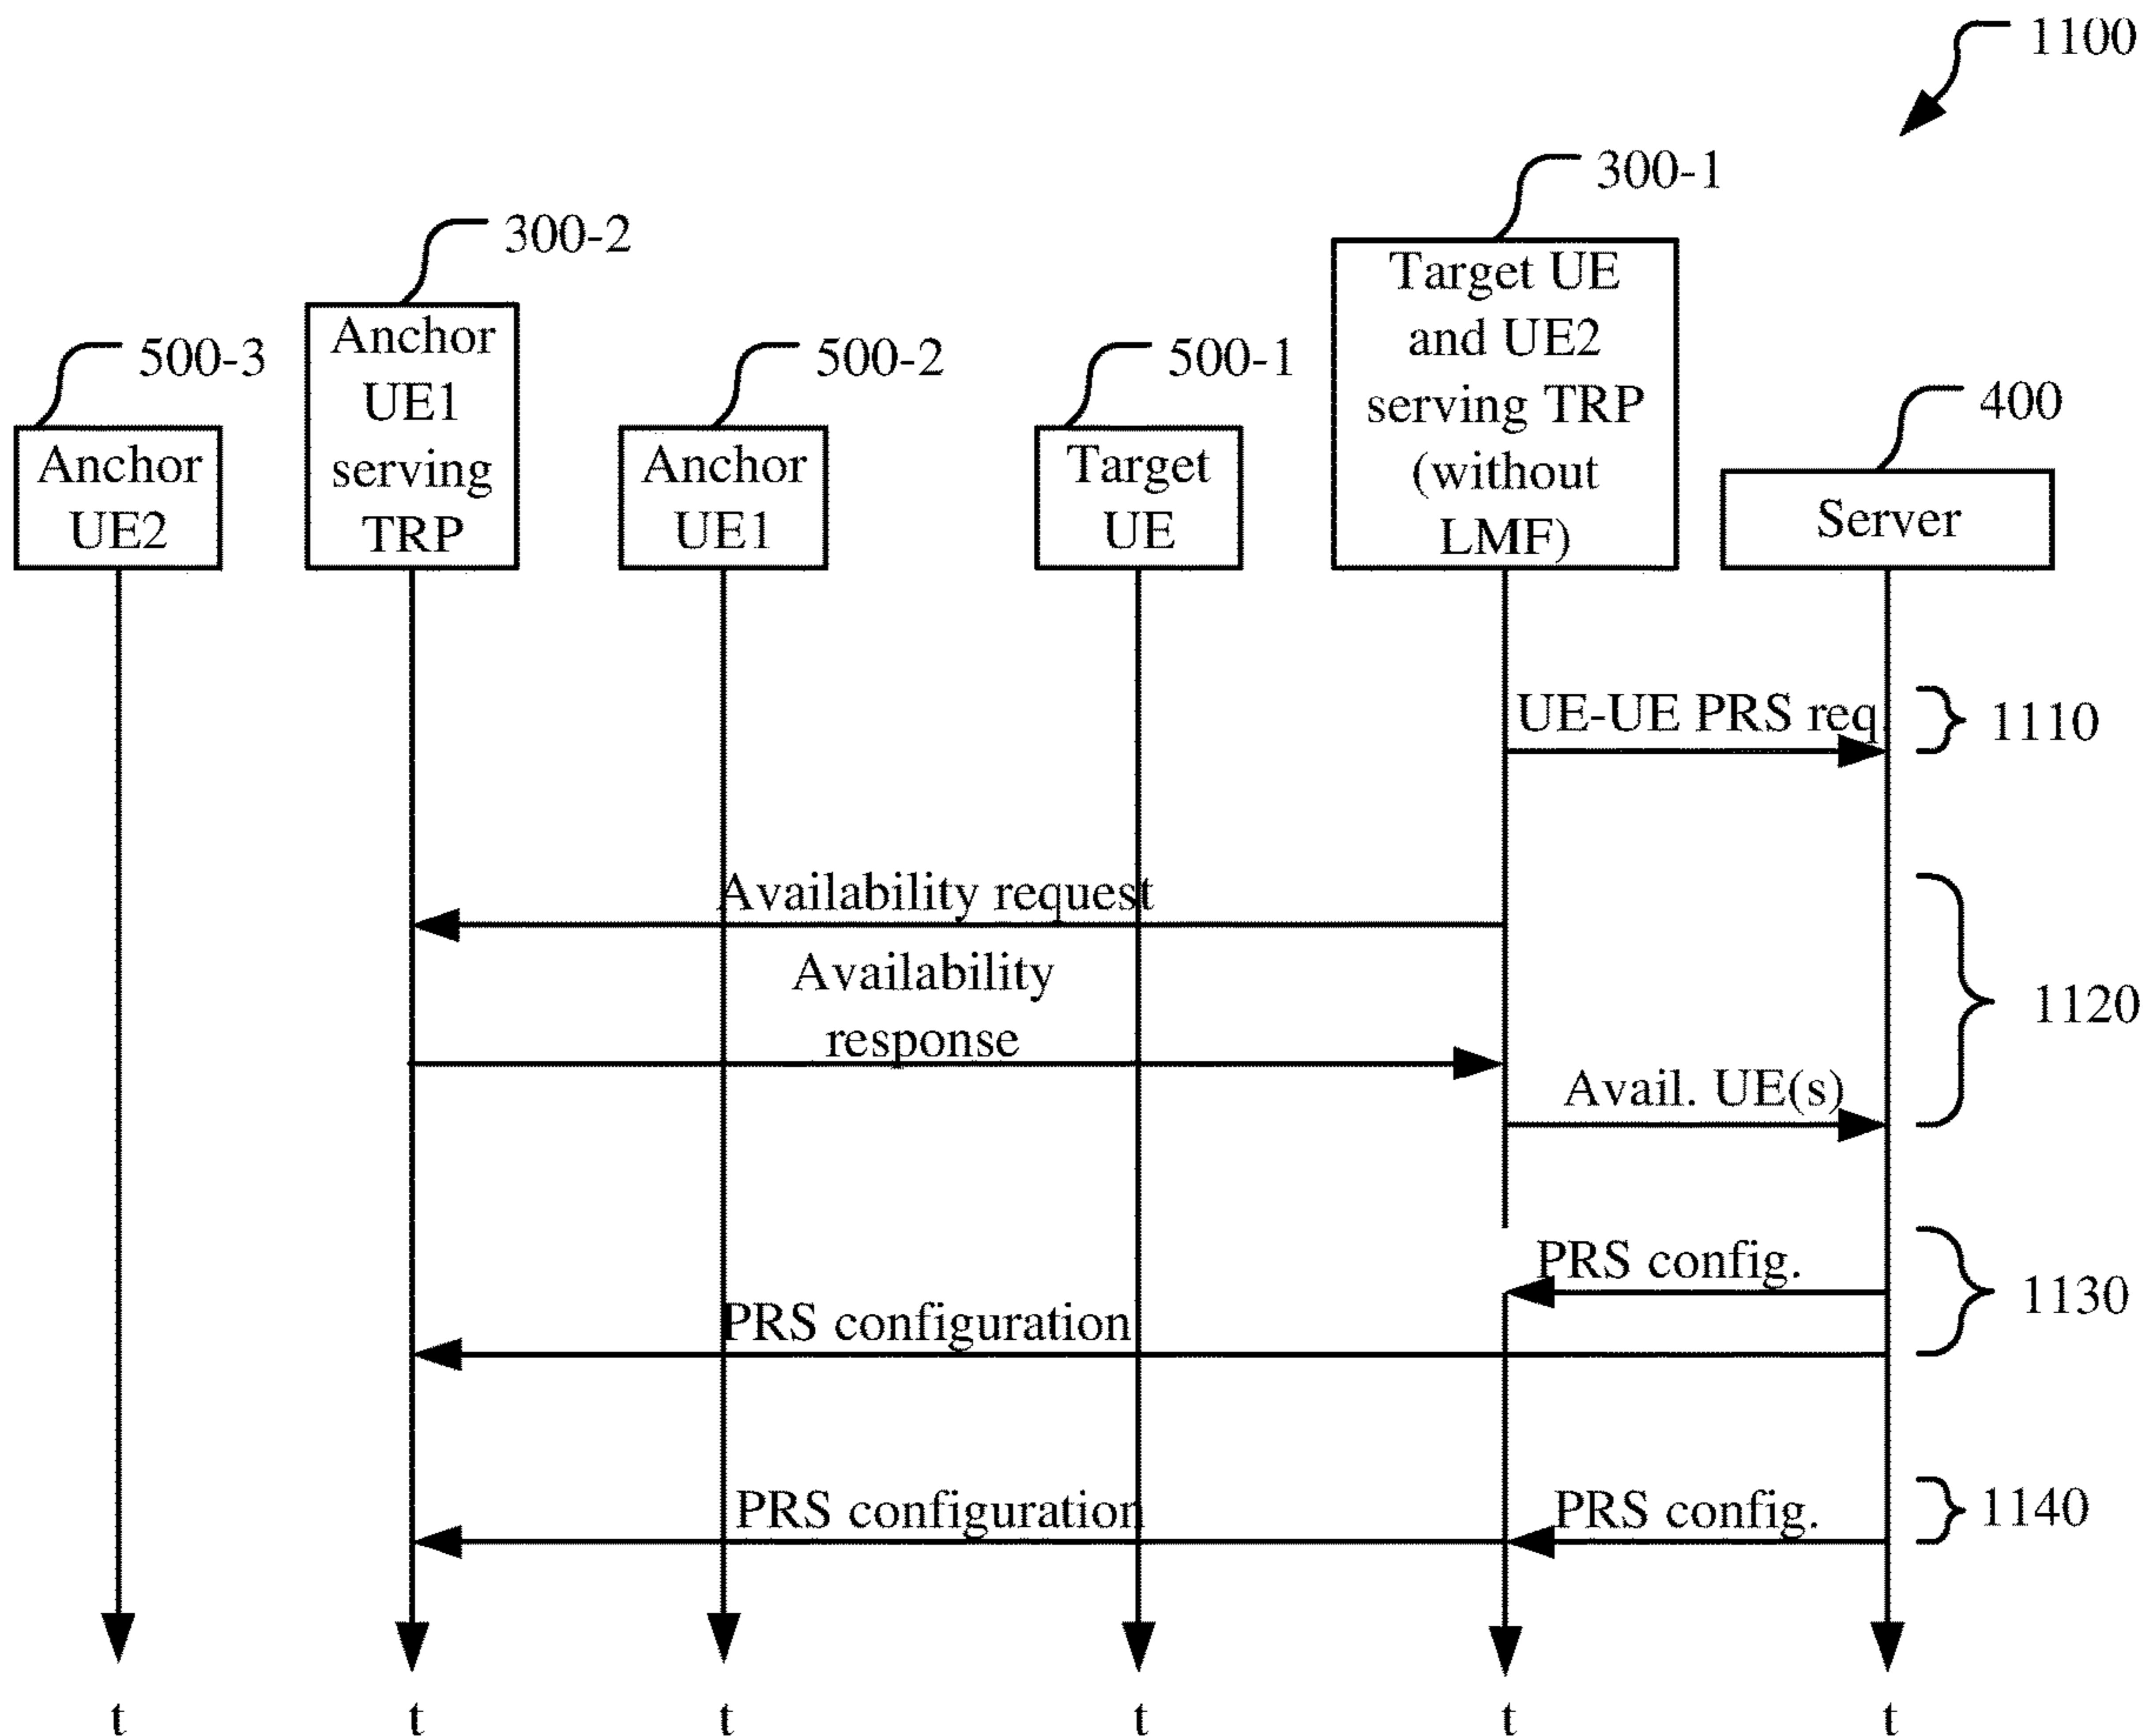 1100
300-1
300-2
500-3
500-2
500-1
400
Anchor
UE2
Anchor
UE1
serving
TRP
Anchor
UE1
Target
UE
Target UE
and UE2
serving TRP
(without
LMF)
Server
UE-UE PRS req.
1110
Availability request
Availability
response
Avail. UE(s)
1120
PRS config.
PRS configuration
1130
PRS configuration
PRS config.
1140
t
t
t
t
t
t